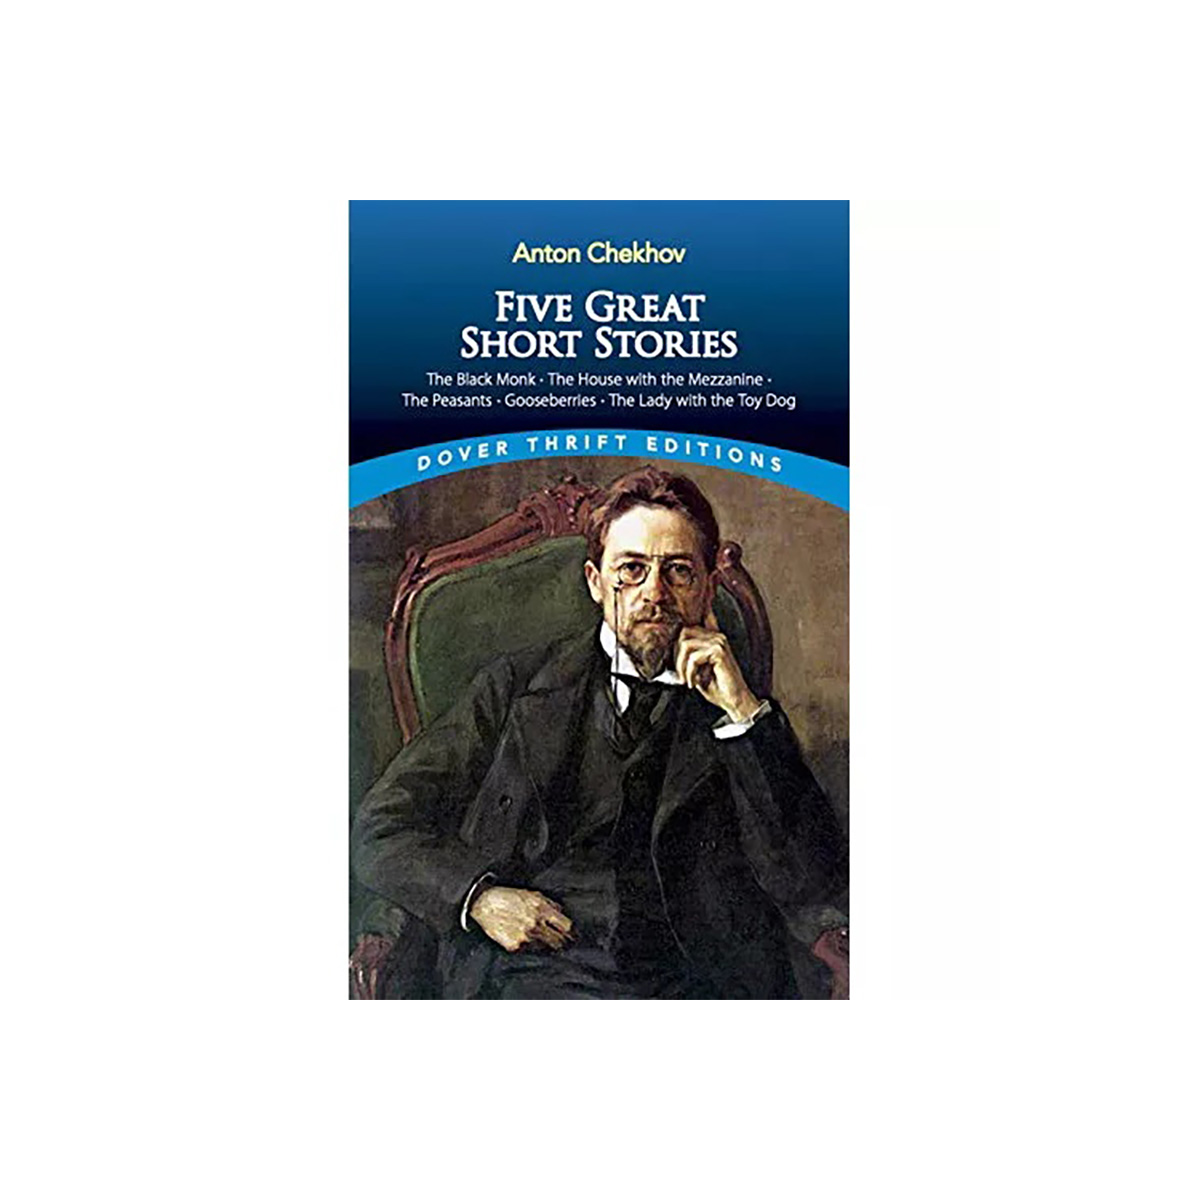 Anton Chekhov
FIVE GREAT
SHORT STORIES
The Black Monk · The House with the Mezzanine ·
The Peasants · Gooseberries · The Lady with the Toy Dog
DOVER THRIFT EDITIONS